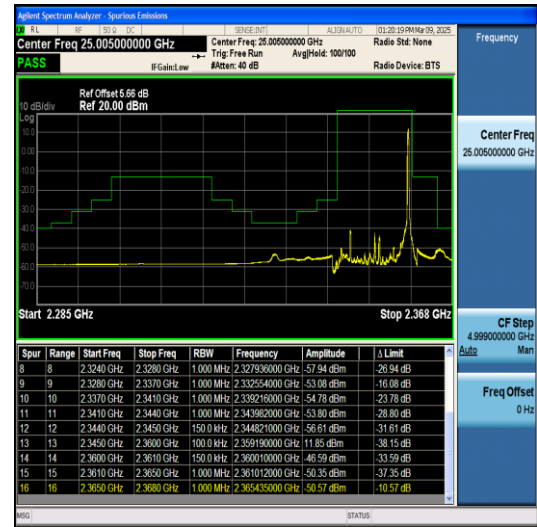 Agilent Spectrum Analyzer - Spurious Emissions
RL RF 50 Ω DC SENSE:INT ALIGN AUTO 01:20:19 PM Mar 09, 2025
Center Freq 25.005000000 GHz
Center Freq: 25.005000000 GHz
Radio Std: None
Trig: Free Run Avg|Hold: 100/100
PASS
IFGain:Low
#Atten: 40 dB
Radio Device: BTS
Ref Offset 5.66 dB
10 dB/div Ref 20.00 dBm
Log
10.0
0.00
-10.0
-20.0
-30.0
-40.0
-50.0
-60.0
-70.0
Start 2.285 GHz Stop 2.368 GHz
Spur Range Start Freq Stop Freq RBW Frequency Amplitude Δ Limit
8 8 2.3240 GHz 2.3280 GHz 1.000 MHz 2.327936000 GHz -57.94 dBm -26.94 dB
9 9 2.3280 GHz 2.3370 GHz 1.000 MHz 2.332554000 GHz -53.08 dBm -16.08 dB
10 10 2.3370 GHz 2.3410 GHz 1.000 MHz 2.339216000 GHz -54.78 dBm -23.78 dB
11 11 2.3410 GHz 2.3440 GHz 1.000 MHz 2.343982000 GHz -53.80 dBm -28.80 dB
12 12 2.3440 GHz 2.3450 GHz 150.0 kHz 2.344821000 GHz -56.61 dBm -31.61 dB
13 13 2.3450 GHz 2.3600 GHz 100.0 kHz 2.359190000 GHz 11.85 dBm -38.15 dB
14 14 2.3600 GHz 2.3610 GHz 150.0 kHz 2.360016000 GHz -46.59 dBm -33.59 dB
15 15 2.3610 GHz 2.3650 GHz 1.000 MHz 2.361012000 GHz -50.35 dBm -37.35 dB
16 16 2.3650 GHz 2.3680 GHz 1.000 MHz 2.365435000 GHz -50.57 dBm -10.57 dB
MSG STATUS
Frequency
Center Freq
25.005000000 GHz
CF Step
4.999000000 GHz
Auto Man
Freq Offset
0 Hz